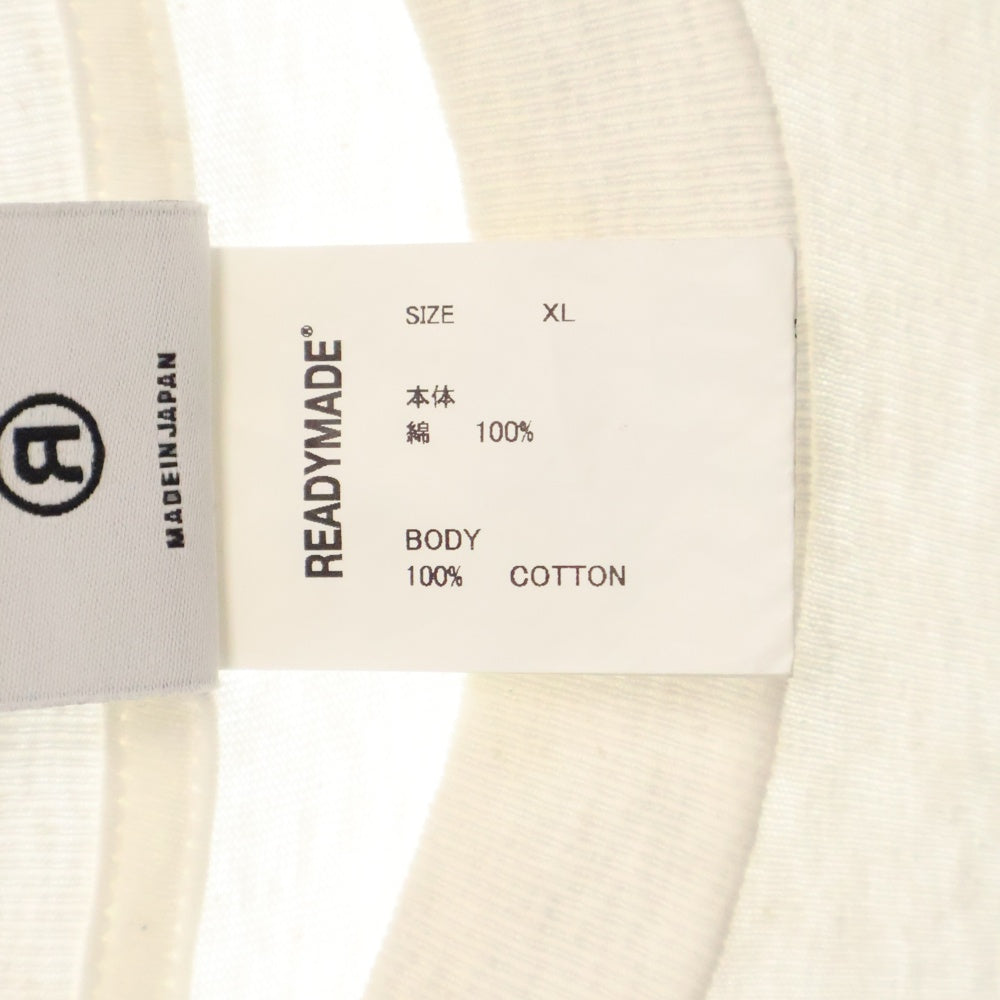 R
MADE IN JAPAN
READYMADE®
SIZE XL
本体
綿 100%
BODY
100% COTTON